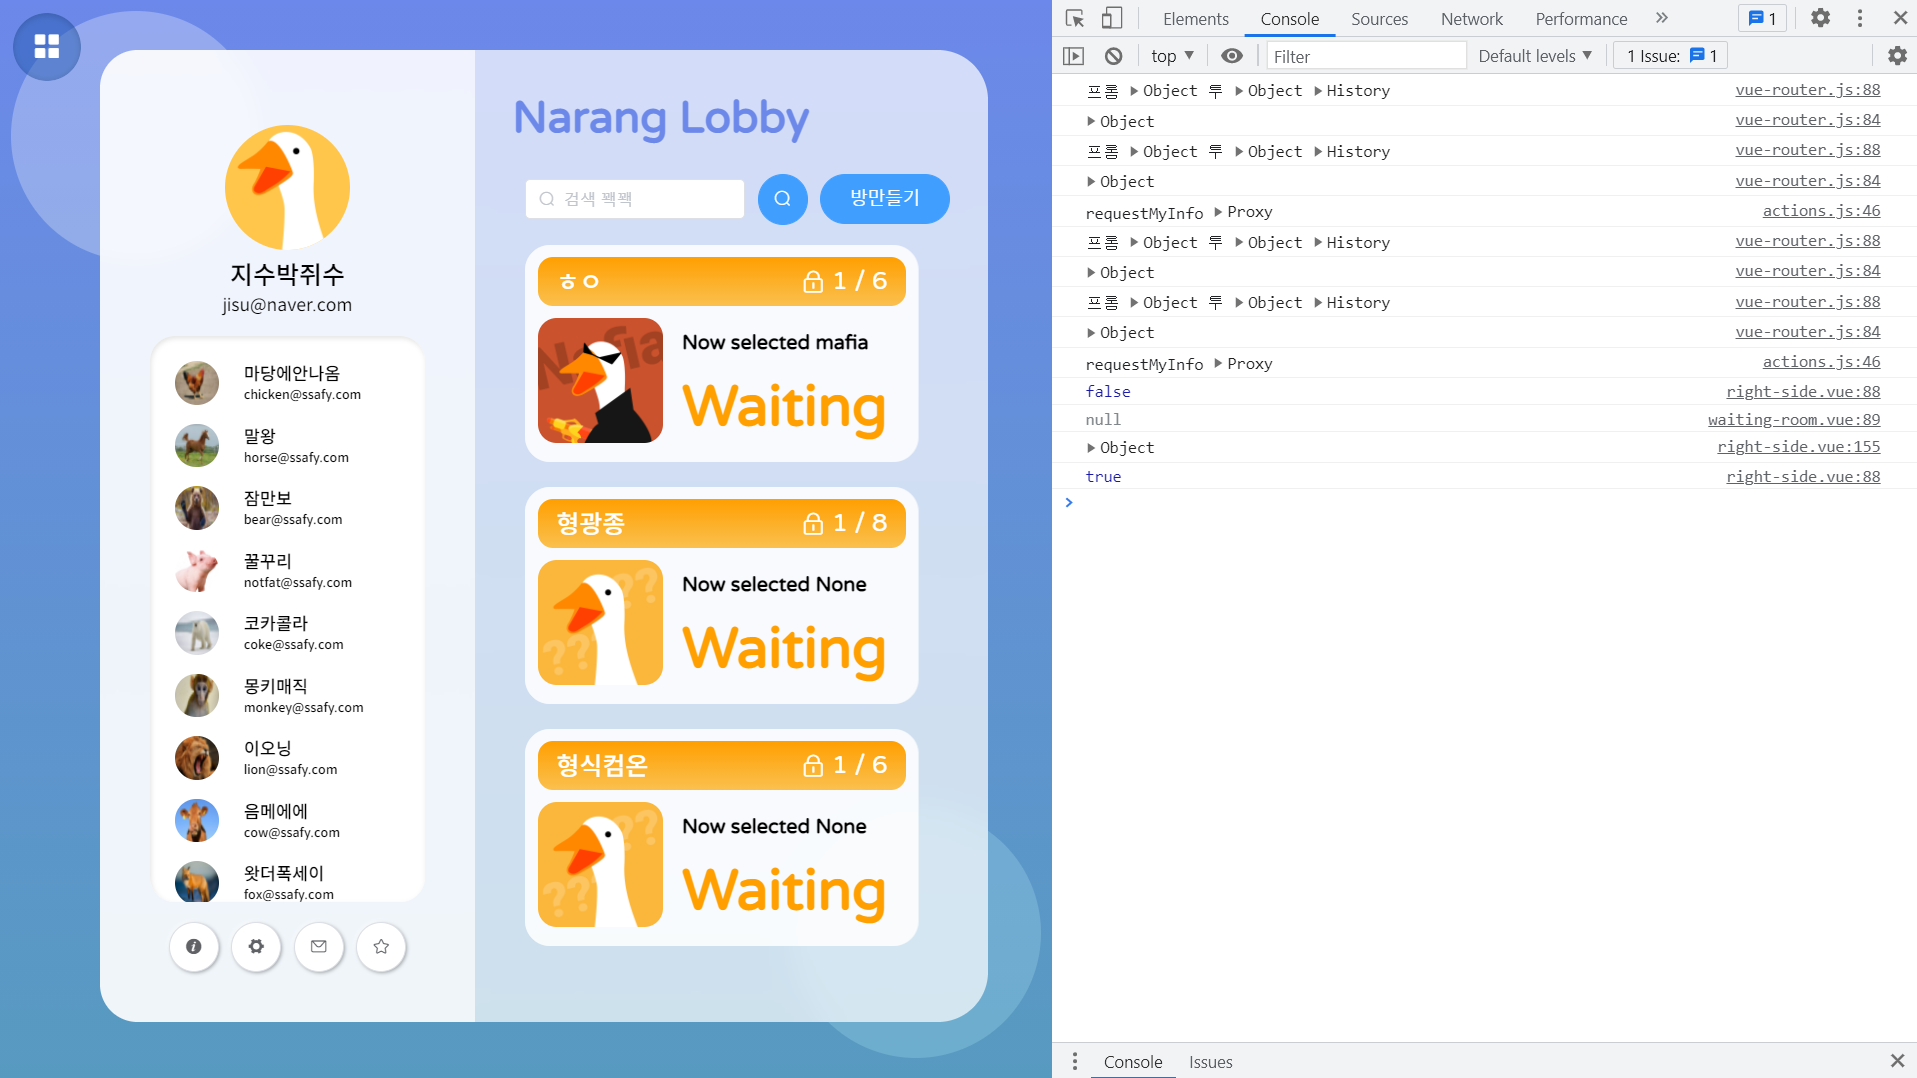 Narang Lobby
지수박쥐수
jisu@naver.com
마당에안나옴
chicken@ssafy.com
말왕
horse@ssafy.com
잠만보
bear@ssafy.com
꿀꾸리
notfat@ssafy.com
코카콜라
coke@ssafy.com
몽키매직
monkey@ssafy.com
이오닝
lion@ssafy.com
음메에에
cow@ssafy.com
왓더폭세이
fox@ssafy.com
검색 꽥꽥
방만들기
ㅎㅇ 1 / 6
Mafia
Now selected mafia
Waiting
형광종 1 / 8
??
??
Now selected None
Waiting
형식컴온 1 / 6
??
??
Now selected None
Waiting
Elements Console Sources Network Performance » 1
top Filter Default levels 1 Issue: 1
프롬 Object 투 Object History vue-router.js:88
Object vue-router.js:84
프롬 Object 투 Object History vue-router.js:88
Object vue-router.js:84
requestMyInfo Proxy actions.js:46
프롬 Object 투 Object History vue-router.js:88
Object vue-router.js:84
프롬 Object 투 Object History vue-router.js:88
Object vue-router.js:84
requestMyInfo Proxy actions.js:46
false right-side.vue:88
null waiting-room.vue:89
Object right-side.vue:155
true right-side.vue:88
Console Issues